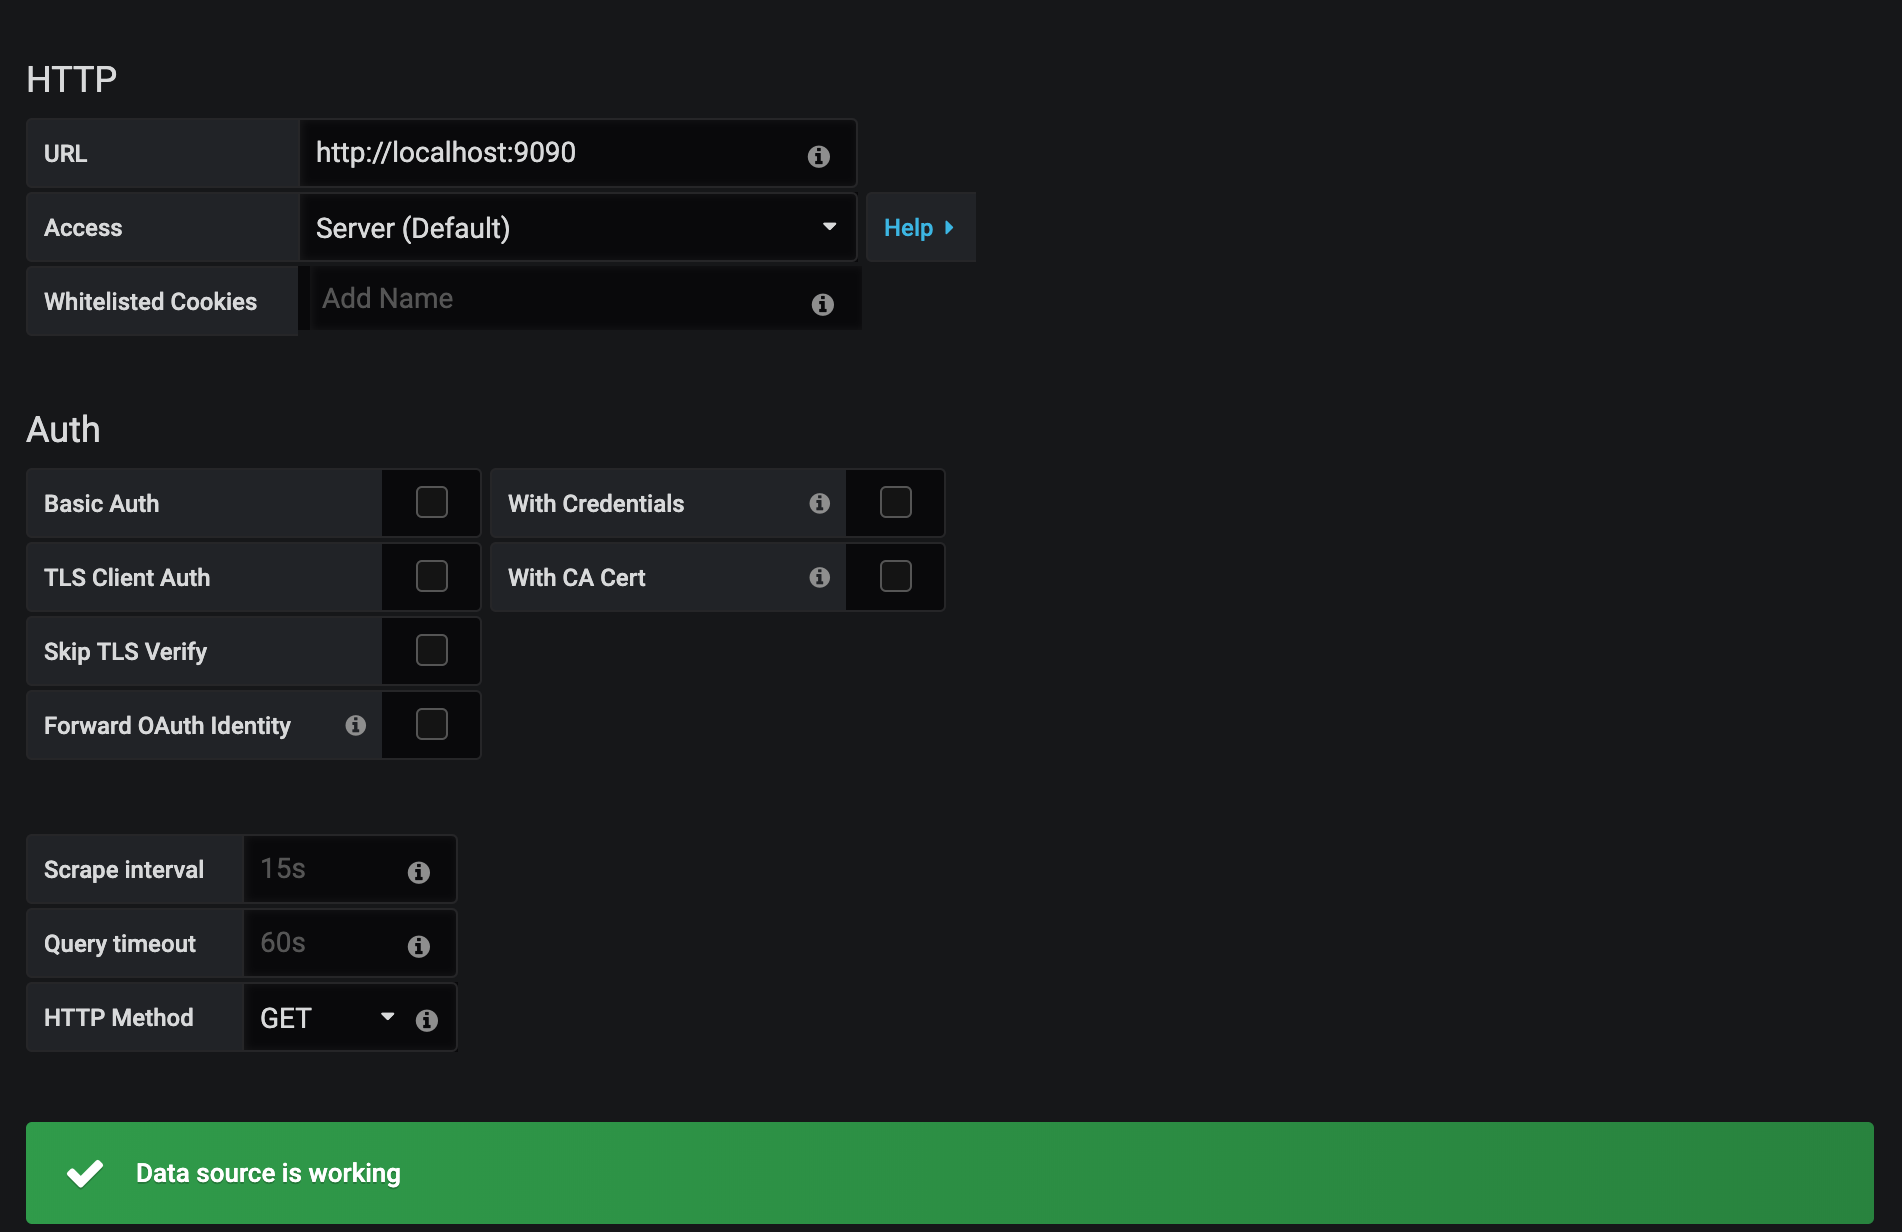 HTTP
URL http://localhost:9090
Access Server (Default) Help
Whitelisted Cookies Add Name
Auth
Basic Auth With Credentials
TLS Client Auth With CA Cert
Skip TLS Verify
Forward OAuth Identity
Scrape interval 15s
Query timeout 60s
HTTP Method GET
Data source is working